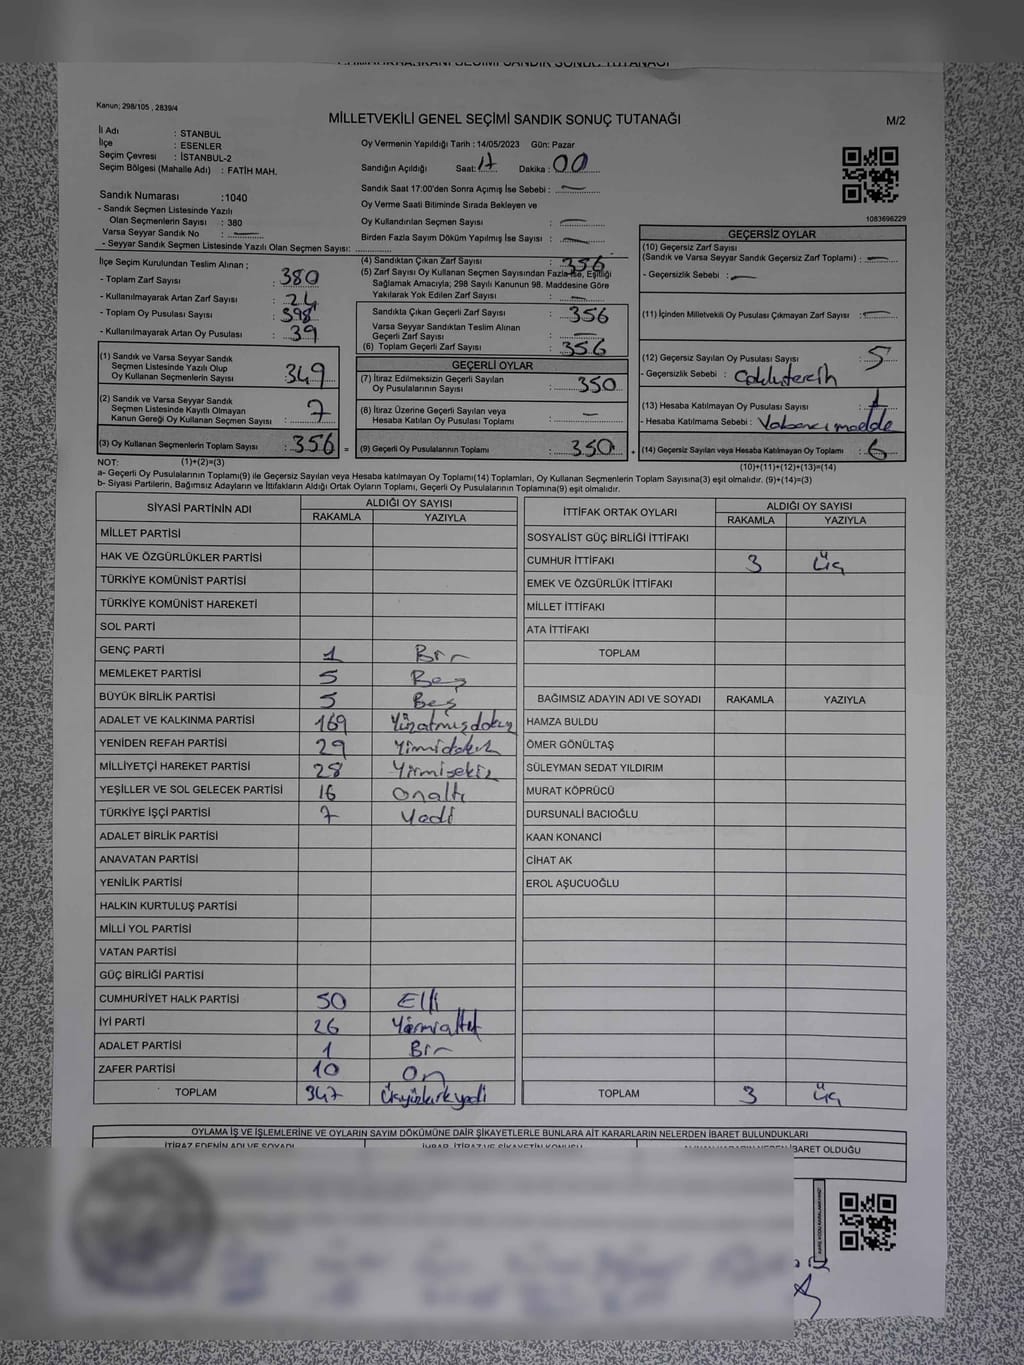 Kanun; 298/105 , 2839/4
MİLLETVEKİLİ GENEL SEÇİMİ SANDIK SONUÇ TUTANAĞI
M/2
İl Adı : STANBUL
İlçe : ESENLER
Seçim Çevresi : İSTANBUL-2
Seçim Bölgesi (Mahalle Adı) : FATİH MAH.
Oy Vermenin Yapıldığı Tarih : 14/05/2023 Gün: Pazar
Sandığın Açıldığı Saat: 17 Dakika : 00
Sandık Saat 17:00'den Sonra Açımış İse Sebebi : —
Oy Verme Saati Bitiminde Sırada Bekleyen ve
Oy Kullandırılan Seçmen Sayısı : —
Birden Fazla Sayım Döküm Yapılmış İse Sayısı : —
1083696229
Sandık Numarası :1040
- Sandık Seçmen Listesinde Yazılı
Olan Seçmenlerin Sayısı : 380
Varsa Seyyar Sandık No : —
- Seyyar Sandık Seçmen Listesinde Yazılı Olan Seçmen Sayısı:
İlçe Seçim Kurulundan Teslim Alınan ;
- Toplam Zarf Sayısı : 380
- Kullanılmayarak Artan Zarf Sayısı : 24
- Toplam Oy Pusulası Sayısı : 395
- Kullanılmayarak Artan Oy Pusulası : 39
(1) Sandık ve Varsa Seyyar Sandık
Seçmen Listesinde Yazılı Olup
Oy Kullanan Seçmenlerin Sayısı : 349
(2) Sandık ve Varsa Seyyar Sandık
Seçmen Listesinde Kayıtlı Olmayan
Kanun Gereği Oy Kullanan Seçmen Sayısı : 7
(3) Oy Kullanan Seçmenlerin Toplam Sayısı : 356 =
(4) Sandıktan Çıkan Zarf Sayısı : 356
(5) Zarf Sayısı Oy Kullanan Seçmen Sayısından Fazla İse, Eşitliği
Sağlamak Amacıyla; 298 Sayılı Kanunun 98. Maddesine Göre
Yakılarak Yok Edilen Zarf Sayısı : —
Sandıkta Çıkan Geçerli Zarf Sayısı : 356
Varsa Seyyar Sandıktan Teslim Alınan
Geçerli Zarf Sayısı : —
(6) Toplam Geçerli Zarf Sayısı : 356
GEÇERLİ OYLAR
(7) İtiraz Edilmeksizin Geçerli Sayılan
Oy Pusulalarının Sayısı : 350
(8) İtiraz Üzerine Geçerli Sayılan veya
Hesaba Katılan Oy Pusulası Toplamı : —
(9) Geçerli Oy Pusulalarının Toplamı : 350 +
GEÇERSİZ OYLAR
(10) Geçersiz Zarf Sayısı
(Sandık ve Varsa Seyyar Sandık Geçersiz Zarf Toplamı) : —
- Geçersizlik Sebebi : —
(11) İçinden Milletvekili Oy Pusulası Çıkmayan Zarf Sayısı : —
(12) Geçersiz Sayılan Oy Pusulası Sayısı : 5
- Geçersizlik Sebebi : Çoklu tercih
(13) Hesaba Katılmayan Oy Pusulası Sayısı : 1
- Hesaba Katılmama Sebebi : Yabancı madde
(14) Geçersiz Sayılan veya Hesaba Katılmayan Oy Toplamı : 6
NOT: (1)+(2)=(3)
(10)+(11)+(12)+(13)=(14)
a- Geçerli Oy Pusulalarının Toplamı(9) ile Geçersiz Sayılan veya Hesaba katılmayan Oy Toplamı(14) Toplamları, Oy Kullanan Seçmenlerin Toplam Sayısına(3) eşit olmalıdır. (9)+(14)=(3)
b- Siyasi Partilerin, Bağımsız Adayların ve İttifakların Aldığı Ortak Oyların Toplamı, Geçerli Oy Pusulalarının Toplamına(9) eşit olmalıdır.
SİYASİ PARTİNİN ADI ALDIĞI OY SAYISI
RAKAMLA YAZIYLA
MİLLET PARTİSİ
HAK VE ÖZGÜRLÜKLER PARTİSİ
TÜRKİYE KOMÜNİST PARTİSİ
TÜRKİYE KOMÜNİST HAREKETİ
SOL PARTİ
GENÇ PARTİ 1 Bir
MEMLEKET PARTİSİ 5 Beş
BÜYÜK BİRLİK PARTİSİ 5 Beş
ADALET VE KALKINMA PARTİSİ 169 Yüzatmışdokuz
YENİDEN REFAH PARTİSİ 29 Yirmidokuz
MİLLİYETÇİ HAREKET PARTİSİ 28 Yirmisekiz
YEŞİLLER VE SOL GELECEK PARTİSİ 16 Onaltı
TÜRKİYE İŞÇİ PARTİSİ 7 Yedi
ADALET BİRLİK PARTİSİ
ANAVATAN PARTİSİ
YENİLİK PARTİSİ
HALKIN KURTULUŞ PARTİSİ
MİLLİ YOL PARTİSİ
VATAN PARTİSİ
GÜÇ BİRLİĞİ PARTİSİ
CUMHURİYET HALK PARTİSİ 50 Elli
İYİ PARTİ 26 Yirmialtı
ADALET PARTİSİ 1 Bir
ZAFER PARTİSİ 10 On
TOPLAM 347 Üçyüzkırkyedi
İTTİFAK ORTAK OYLARI ALDIĞI OY SAYISI
RAKAMLA YAZIYLA
SOSYALİST GÜÇ BİRLİĞİ İTTİFAKI
CUMHUR İTTİFAKI 3 Üç
EMEK VE ÖZGÜRLÜK İTTİFAKI
MİLLET İTTİFAKI
ATA İTTİFAKI
TOPLAM
BAĞIMSIZ ADAYIN ADI VE SOYADI RAKAMLA YAZIYLA
HAMZA BULDU
ÖMER GÖNÜLTAŞ
SÜLEYMAN SEDAT YILDIRIM
MURAT KÖPRÜCÜ
DURSUNALİ BACIOĞLU
KAAN KONANCİ
CİHAT AK
EROL AŞUCUOĞLU
TOPLAM 3 Üç
OYLAMA İŞ VE İŞLEMLERİNE VE OYLARIN SAYIM DÖKÜMÜNE DAİR ŞİKAYETLERLE BUNLARA AİT KARARLARIN NELERDEN İBARET BULUNDUKLARI
İTİRAZ EDENİN ADI VE SOYADI
İBARET OLDUĞU